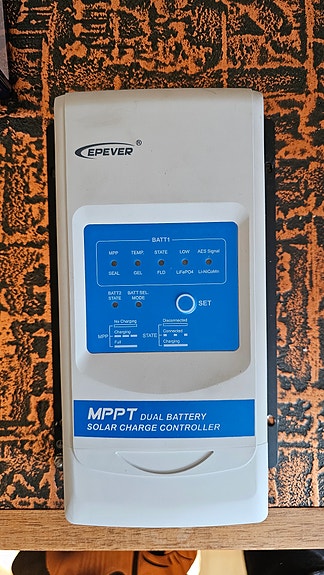 EPEVER®
BATT1
MPP TEMP. STATE LOW AES Signal
SEAL GEL FLD LiFePO4 Li-NiCoMn
BATT2 STATE BATT SEL. MODE
SET
No Charging Disconnected
MPP Charging STATE Connected
Full Charging
MPPT DUAL BATTERY
SOLAR CHARGE CONTROLLER